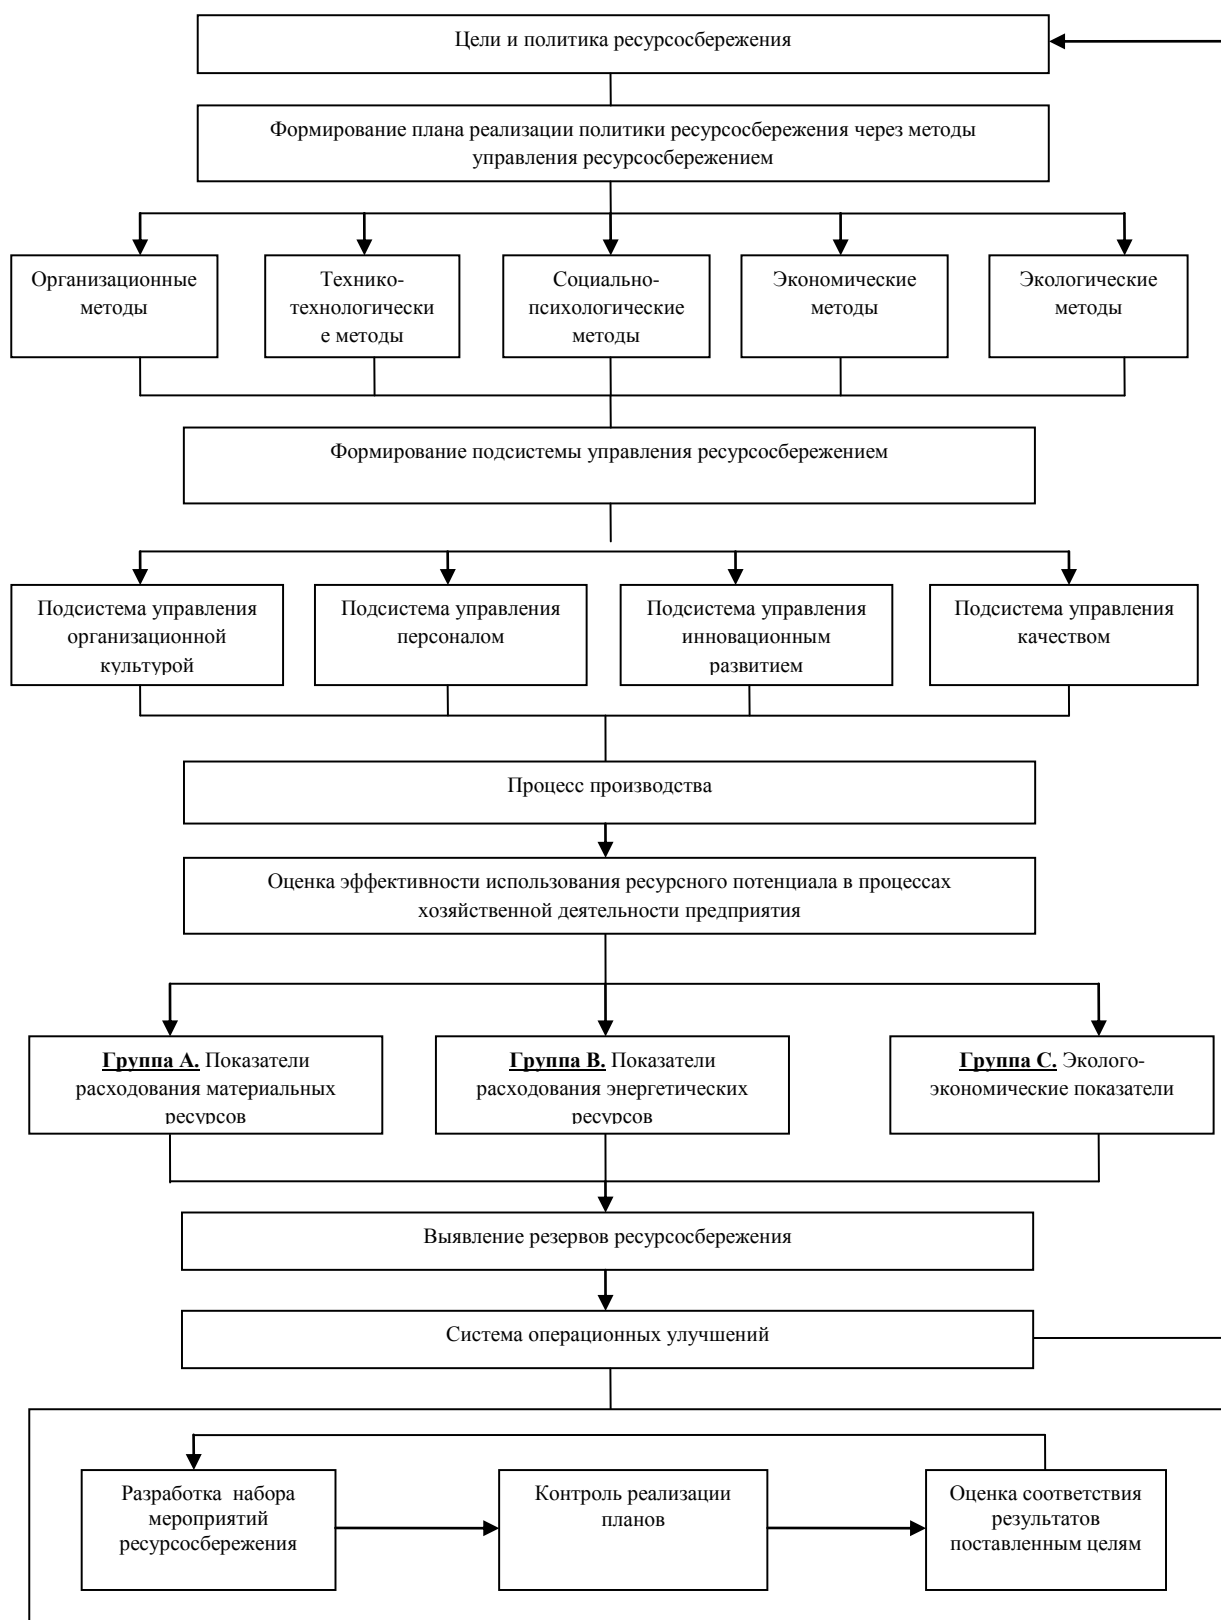 Цели и политика ресурсосбережения
Формирование плана реализации политики ресурсосбережения через методы
управления ресурсосбережением
Организационные
методы
Технико-
технологически
е методы
Социально-
психологические
методы
Экономические
методы
Экологические
методы
Формирование подсистемы управления ресурсосбережением
Подсистема управления
организационной
культурой
Подсистема управления
персоналом
Подсистема управления
инновационным
развитием
Подсистема управления
качеством
Процесс производства
Оценка эффективности использования ресурсного потенциала в процессах
хозяйственной деятельности предприятия
Группа А. Показатели
расходования материальных
ресурсов
Группа В. Показатели
расходования энергетических
ресурсов
Группа С. Эколого-
экономические показатели
Выявление резервов ресурсосбережения
Система операционных улучшений
Разработка набора
мероприятий
ресурсосбережения
Контроль реализации
планов
Оценка соответствия
результатов
поставленным целям